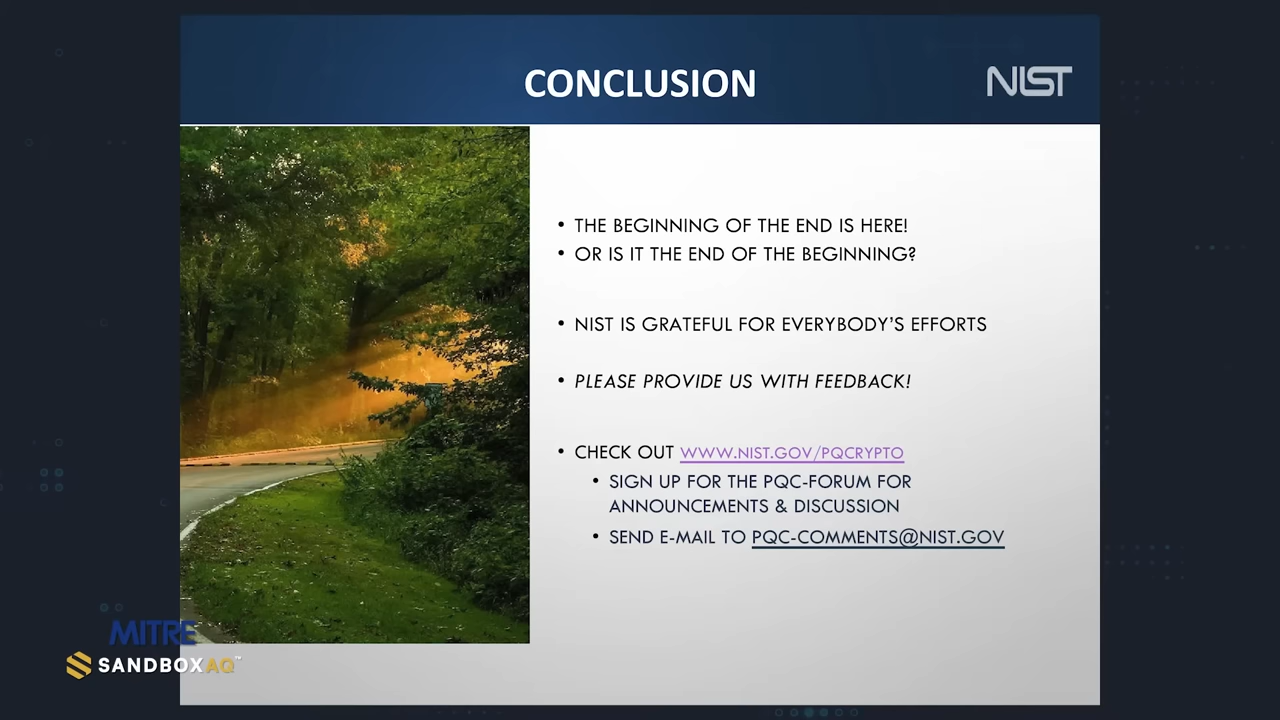 CONCLUSION
NIST
• THE BEGINNING OF THE END IS HERE!
• OR IS IT THE END OF THE BEGINNING?
• NIST IS GRATEFUL FOR EVERYBODY’S EFFORTS
• PLEASE PROVIDE US WITH FEEDBACK!
• CHECK OUT WWW.NIST.GOV/PQCRYPTO
• SIGN UP FOR THE PQC-FORUM FOR
ANNOUNCEMENTS & DISCUSSION
• SEND E-MAIL TO PQC-COMMENTS@NIST.GOV
MITRE
SANDBOXAQ™